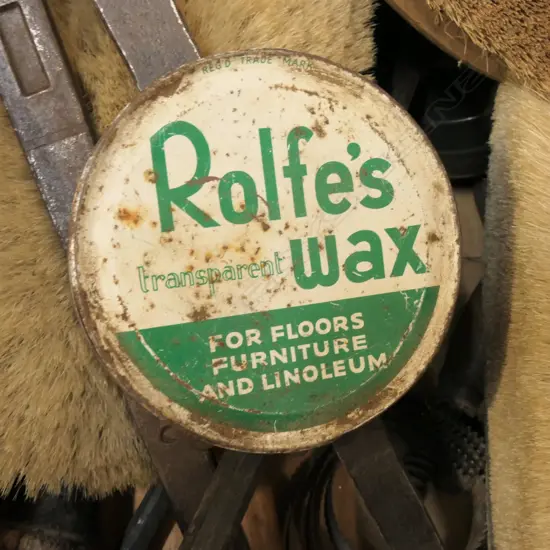 REG'D TRADE MARK
Rolfe's
transparent wax
FOR FLOORS
FURNITURE
AND LINOLEUM